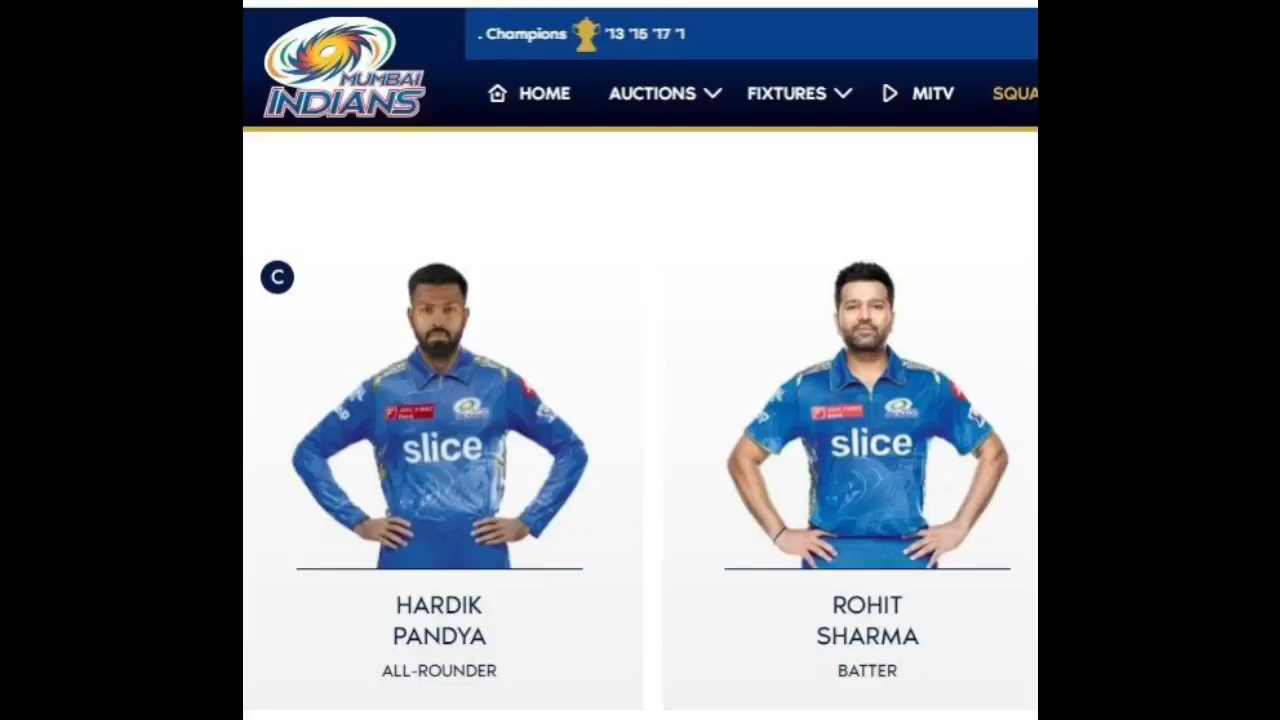 . Champions '13 '15 '17 '1
MUMBAI
INDIANS
HOME AUCTIONS FIXTURES MITV SQUA
C
slice
slice
HARDIK
PANDYA
ALL-ROUNDER
ROHIT
SHARMA
BATTER